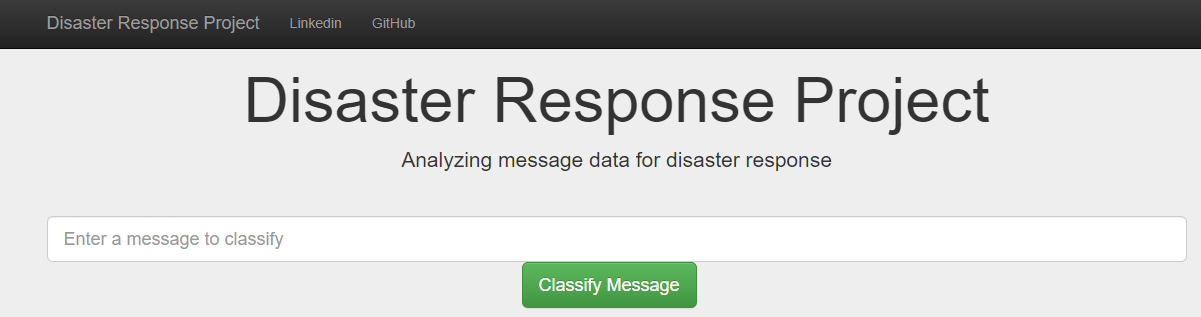 Disaster Response Project Linkedin GitHub
Disaster Response Project
Analyzing message data for disaster response
Enter a message to classify
Classify Message